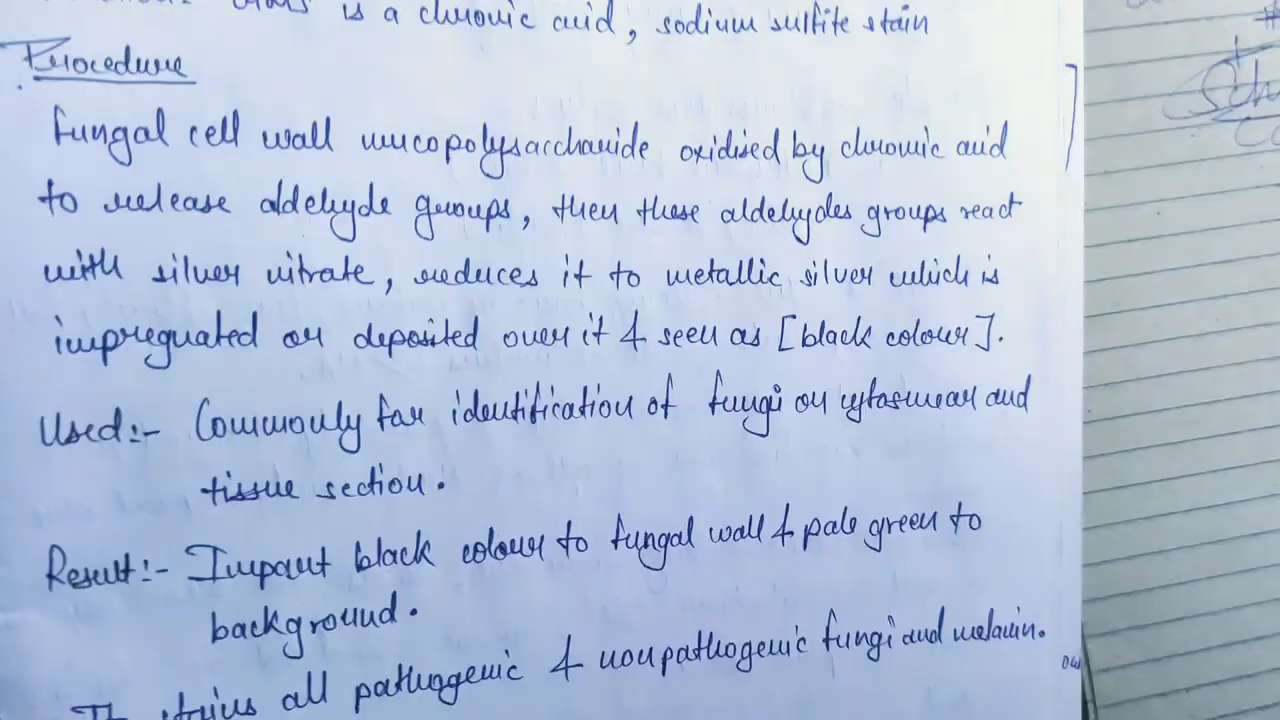 is a chromic acid, sodium sulfite stain
Procedure
Fungal cell wall mucopolysaccharide oxidised by chromic acid
to release aldehyde groups, then these aldehydes groups react
with silver nitrate, reduces it to metallic silver which is
impregnated or deposited over it & seen as [black colour].
Used:- Commonly for identification of fungi on cytosmear and
tissue section.
Result:- Impart black colour to fungal wall & pale green to
background.
stains all pathogenic & nonpathogenic fungi and melanin.